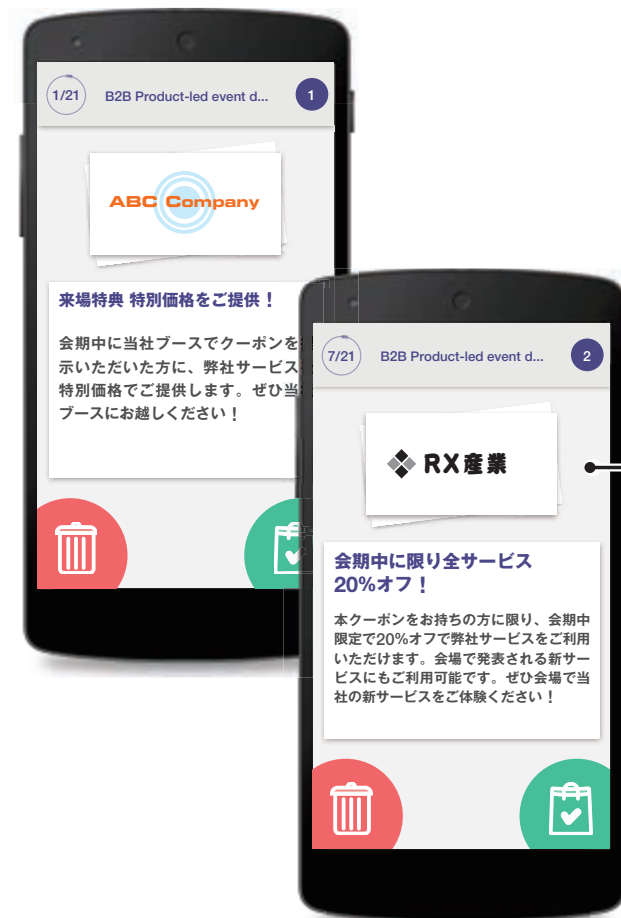 1/21
B2B Product-led event d...
1
ABC Company
来場特典 特別価格をご提供！
会期中に当社ブースでクーポンを
示いただいた方に、弊社サービス
特別価格でご提供します。ぜひ当
ブースにお越しください！
7/21
B2B Product-led event d...
2
RX産業
会期中に限り全サービス
20%オフ！
本クーポンをお持ちの方に限り、会期中
限定で20%オフで弊社サービスをご利用
いただけます。会場で発表される新サー
ビスにもご利用可能です。ぜひ会場で当
社の新サービスをご体験ください！